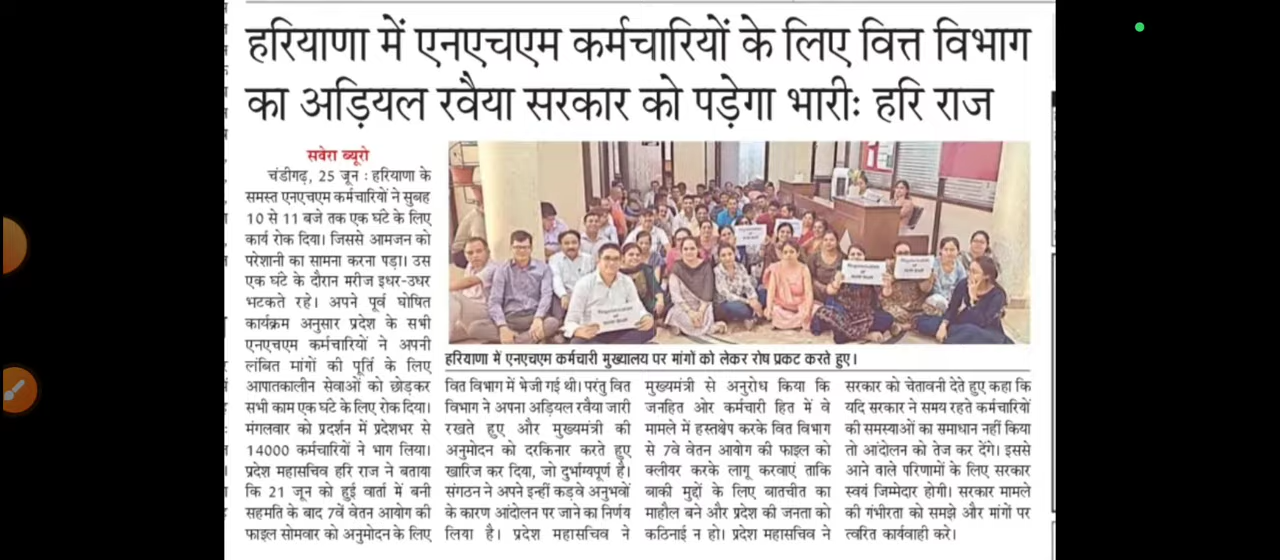 हरियाणा में एनएचएम कर्मचारियों के लिए वित्त विभाग
का अड़ियल रवैया सरकार को पड़ेगा भारीः हरि राज
सवेरा ब्यूरो
चंडीगढ़, 25 जून : हरियाणा के
समस्त एनएचएम कर्मचारियों ने सुबह
10 से 11 बजे तक एक घंटे के लिए
कार्य रोक दिया। जिससे आमजन को
परेशानी का सामना करना पड़ा। उस
एक घंटे के दौरान मरीज इधर-उधर
भटकते रहे। अपने पूर्व घोषित
कार्यक्रम अनुसार प्रदेश के सभी
एनएचएम कर्मचारियों ने अपनी
लंबित मांगों की पूर्ति के लिए
आपातकालीन सेवाओं को छोड़कर
सभी काम एक घंटे के लिए रोक दिया।
मंगलवार को प्रदर्शन में प्रदेशभर से
14000 कर्मचारियों ने भाग लिया।
प्रदेश महासचिव हरि राज ने बताया
कि 21 जून को हुई वार्ता में बनी
सहमति के बाद 7वें वेतन आयोग की
फाइल सोमवार को अनुमोदन के लिए
हरियाणा में एनएचएम कर्मचारी मुख्यालय पर मांगों को लेकर रोष प्रकट करते हुए।
वित विभाग में भेजी गई थी। परंतु वित
विभाग ने अपना अड़ियल रवैया जारी
रखते हुए और मुख्यमंत्री की
अनुमोदन को दरकिनार करते हुए
खारिज कर दिया, जो दुर्भाग्यपूर्ण है।
संगठन ने अपने इन्हीं कड़वे अनुभवों
के कारण आंदोलन पर जाने का निर्णय
लिया है। प्रदेश महासचिव ने
मुख्यमंत्री से अनुरोध किया कि
जनहित ओर कर्मचारी हित में वे
मामले में हस्तक्षेप करके वित विभाग
से 7वे वेतन आयोग की फाइल को
क्लीयर करके लागू करवाएं ताकि
बाकी मुद्दों के लिए बातचीत का
माहौल बने और प्रदेश की जनता को
कठिनाई न हो। प्रदेश महासचिव ने
सरकार को चेतावनी देते हुए कहा कि
यदि सरकार ने समय रहते कर्मचारियों
की समस्याओं का समाधान नहीं किया
तो आंदोलन को तेज कर देंगे। इससे
आने वाले परिणामों के लिए सरकार
स्वयं जिम्मेदार होगी। सरकार मामले
की गंभीरता को समझे और मांगों पर
त्वरित कार्यवाही करे।